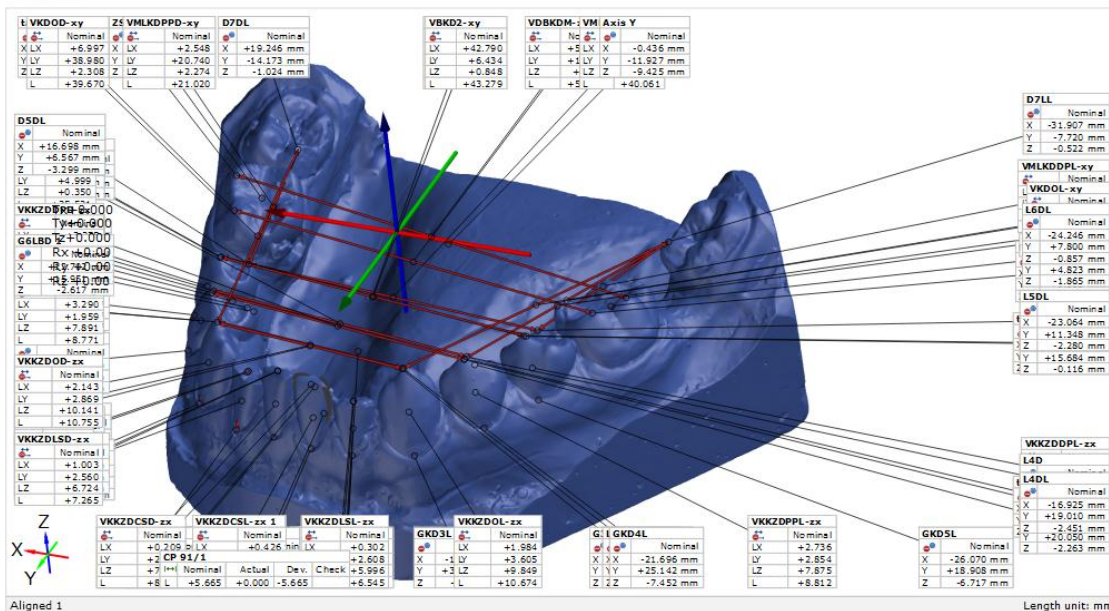 VKDOD-xy
Nominal
LX +6.997
LY +38.980
LZ +2.308
L +39.670
VMLKDPPD-xy
Nominal
LX +2.548
LY +20.740
LZ +2.274
L +21.020
D7DL
Nominal
X +19.246 mm
Y -14.173 mm
Z -1.024 mm
VBKD2-xy
Nominal
LX +42.790
LY +6.434
LZ +0.848
L +43.279
Axis Y
Nominal
X -0.436 mm
Y -11.927 mm
Z -9.425 mm
L +40.061
D5DL
Nominal
X +16.698 mm
Y +6.567 mm
Z -3.299 mm
LY +4.999
LZ +0.350
Tz+0.000
G6LBD
-2.617 mm
LX +3.290
LY +1.959
LZ +7.891
L +8.771
Nominal
VKKZDOD-zx
Nominal
LX +2.143
LY +2.869
LZ +10.141
L +10.755
VKKZDLSD-zx
Nominal
LX +1.003
LY +2.560
LZ +6.724
L +7.265
D7LL
Nominal
X -31.907 mm
Y -7.720 mm
Z -0.522 mm
VMLKDDPL-xy
VKDOL-xy
L6DL
Nominal
X -24.246 mm
Y +7.800 mm
Z -0.857 mm
Y +4.823 mm
Z -1.865 mm
L5DL
Nominal
X -23.064 mm
Y +11.348 mm
Z -2.280 mm
Y +15.684 mm
Z -0.116 mm
VKKZDDPL-zx
L4D
Nominal
L4DL
Nominal
X -16.925 mm
Y +19.010 mm
Z -2.451 mm
+20.050 mm
-2.263 mm
VKKZDCSD-zx
Nominal
LX +0.209
VKKZDCSL-zx 1
Nominal
LX +0.426
VKKZDLSL-zx
Nominal
LX +0.302
+2.608
+5.996
+6.545
CP 91/1
Nominal Actual Dev. Check
L +5.665 +0.000 -5.665
GKD3L
VKKZDOL-zx
Nominal
LX +1.984
LY +3.605
LZ +9.849
L +10.674
GKD4L
Nominal
-21.696 mm
+25.142 mm
-7.452 mm
VKKZDPPL-zx
Nominal
LX +2.736
LY +2.854
LZ +7.875
L +8.812
GKD5L
Nominal
X -26.070 mm
Y +18.908 mm
Z -6.717 mm
Z
X
Y
Aligned 1
Length unit: mm